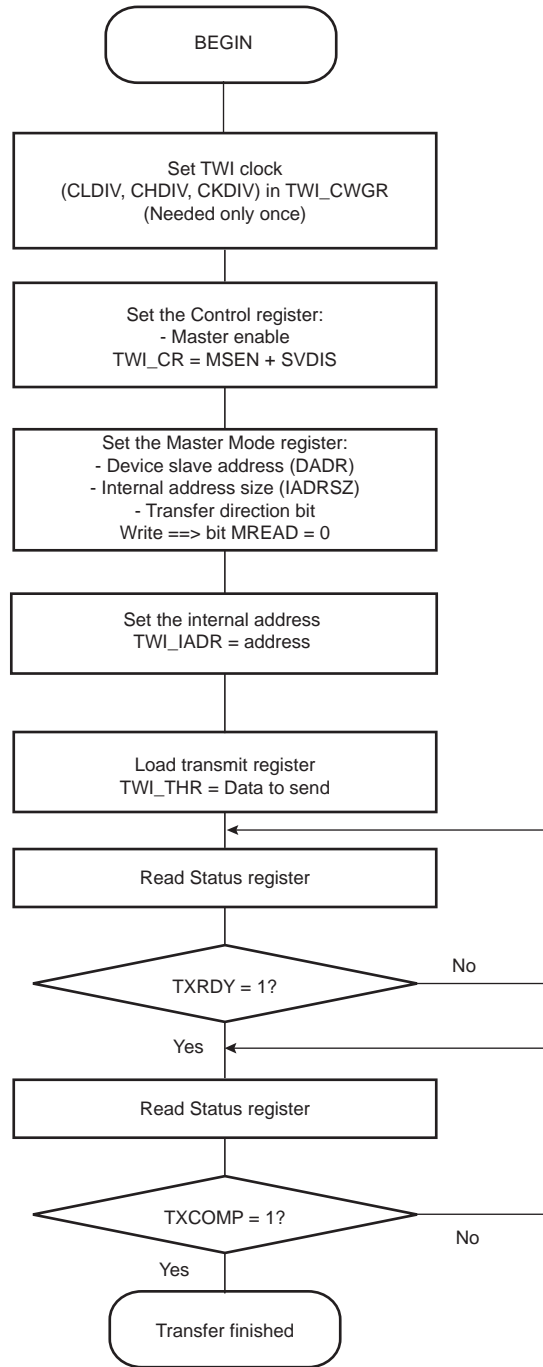 BEGIN
Set TWI clock
(CLDIV, CHDIV, CKDIV) in TWI_CWGR
(Needed only once)
Set the Control register:
- Master enable
TWI_CR = MSEN + SVDIS
Set the Master Mode register:
- Device slave address (DADR)
- Internal address size (IADRSZ)
- Transfer direction bit
Write ==> bit MREAD = 0
Set the internal address
TWI_IADR = address
Load transmit register
TWI_THR = Data to send
Read Status register
TXRDY = 1?
No
Yes
Read Status register
TXCOMP = 1?
No
Yes
Transfer finished